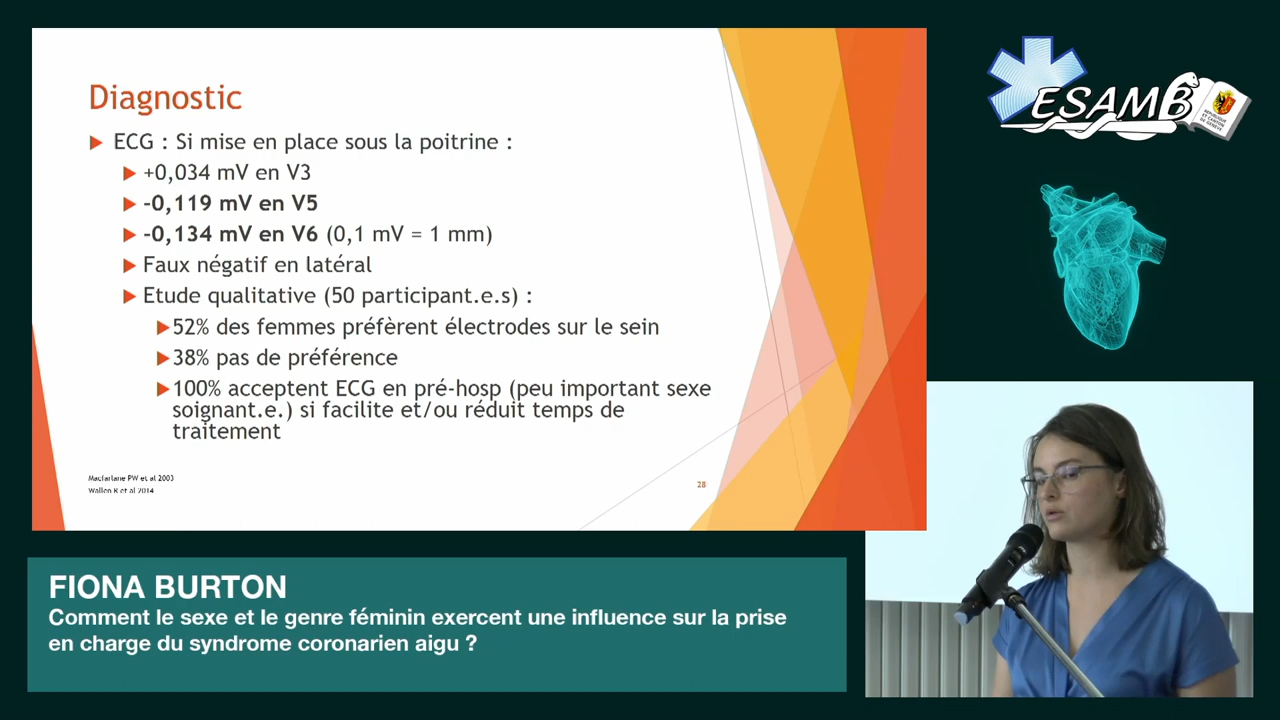 Diagnostic
ECG : Si mise en place sous la poitrine :
+0,034 mV en V3
-0,119 mV en V5
-0,134 mV en V6 (0,1 mV = 1 mm)
Faux négatif en latéral
Etude qualitative (50 participant.e.s) :
52% des femmes préfèrent électrodes sur le sein
38% pas de préférence
100% acceptent ECG en pré-hosp (peu important sexe
soignant.e.) si facilite et/ou réduit temps de
traitement
Macfarlane PW et al 2003
Wallen R et al 2014
28
ESAMB
REPUBLIQUE
ET CANTON
DE GENEVE
FIONA BURTON
Comment le sexe et le genre féminin exercent une influence sur la prise
en charge du syndrome coronarien aigu ?